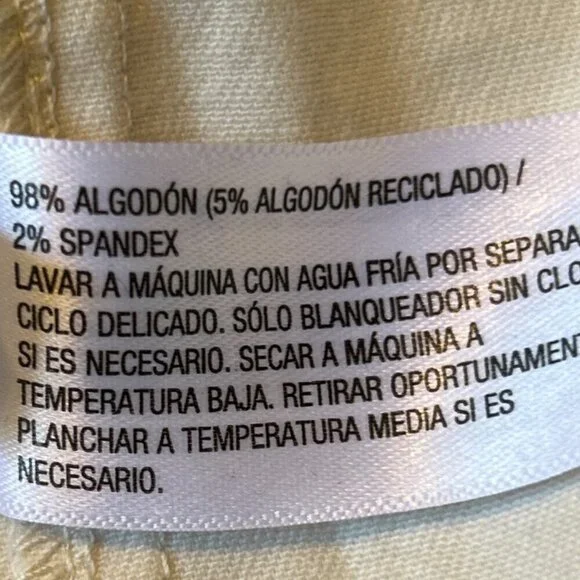 98% ALGODÓN (5% ALGODÓN RECICLADO) /
2% SPANDEX
LAVAR A MÁQUINA CON AGUA FRÍA POR SEPARA
CICLO DELICADO. SÓLO BLANQUEADOR SIN CLO
SI ES NECESARIO. SECAR A MÁQUINA A
TEMPERATURA BAJA. RETIRAR OPORTUNAMEN
PLANCHAR A TEMPERATURA MEDIA SI ES
NECESARIO.